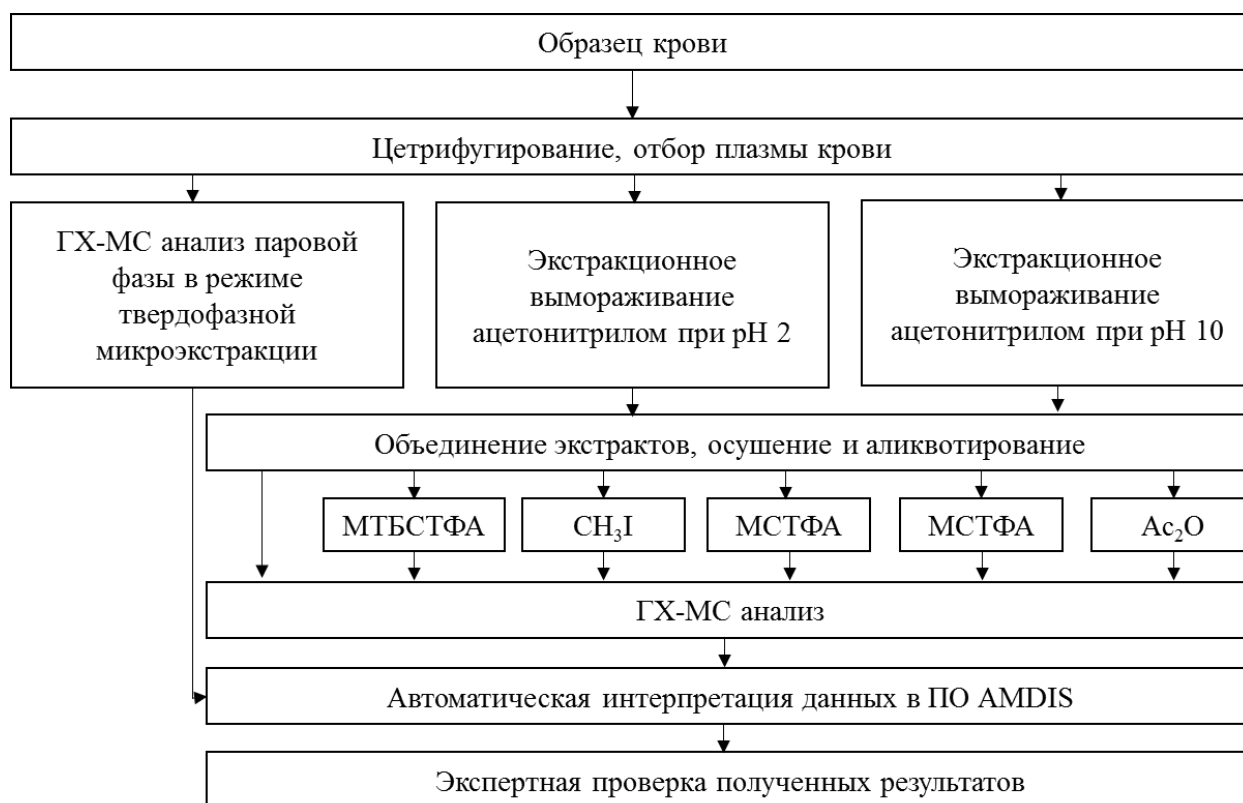 Образец крови
Цетрифугирование, отбор плазмы крови
ГХ-МС анализ паровой
фазы в режиме
твердофазной
микроэкстракции
Экстракционное
вымораживание
ацетонитрилом при pH 2
Экстракционное
вымораживание
ацетонитрилом при pH 10
Объединение экстрактов, осушение и аликвотирование
МТБСТФА
CH₃I
МСТФА
МСТФА
Ac₂O
ГХ-МС анализ
Автоматическая интерпретация данных в ПО AMDIS
Экспертная проверка полученных результатов